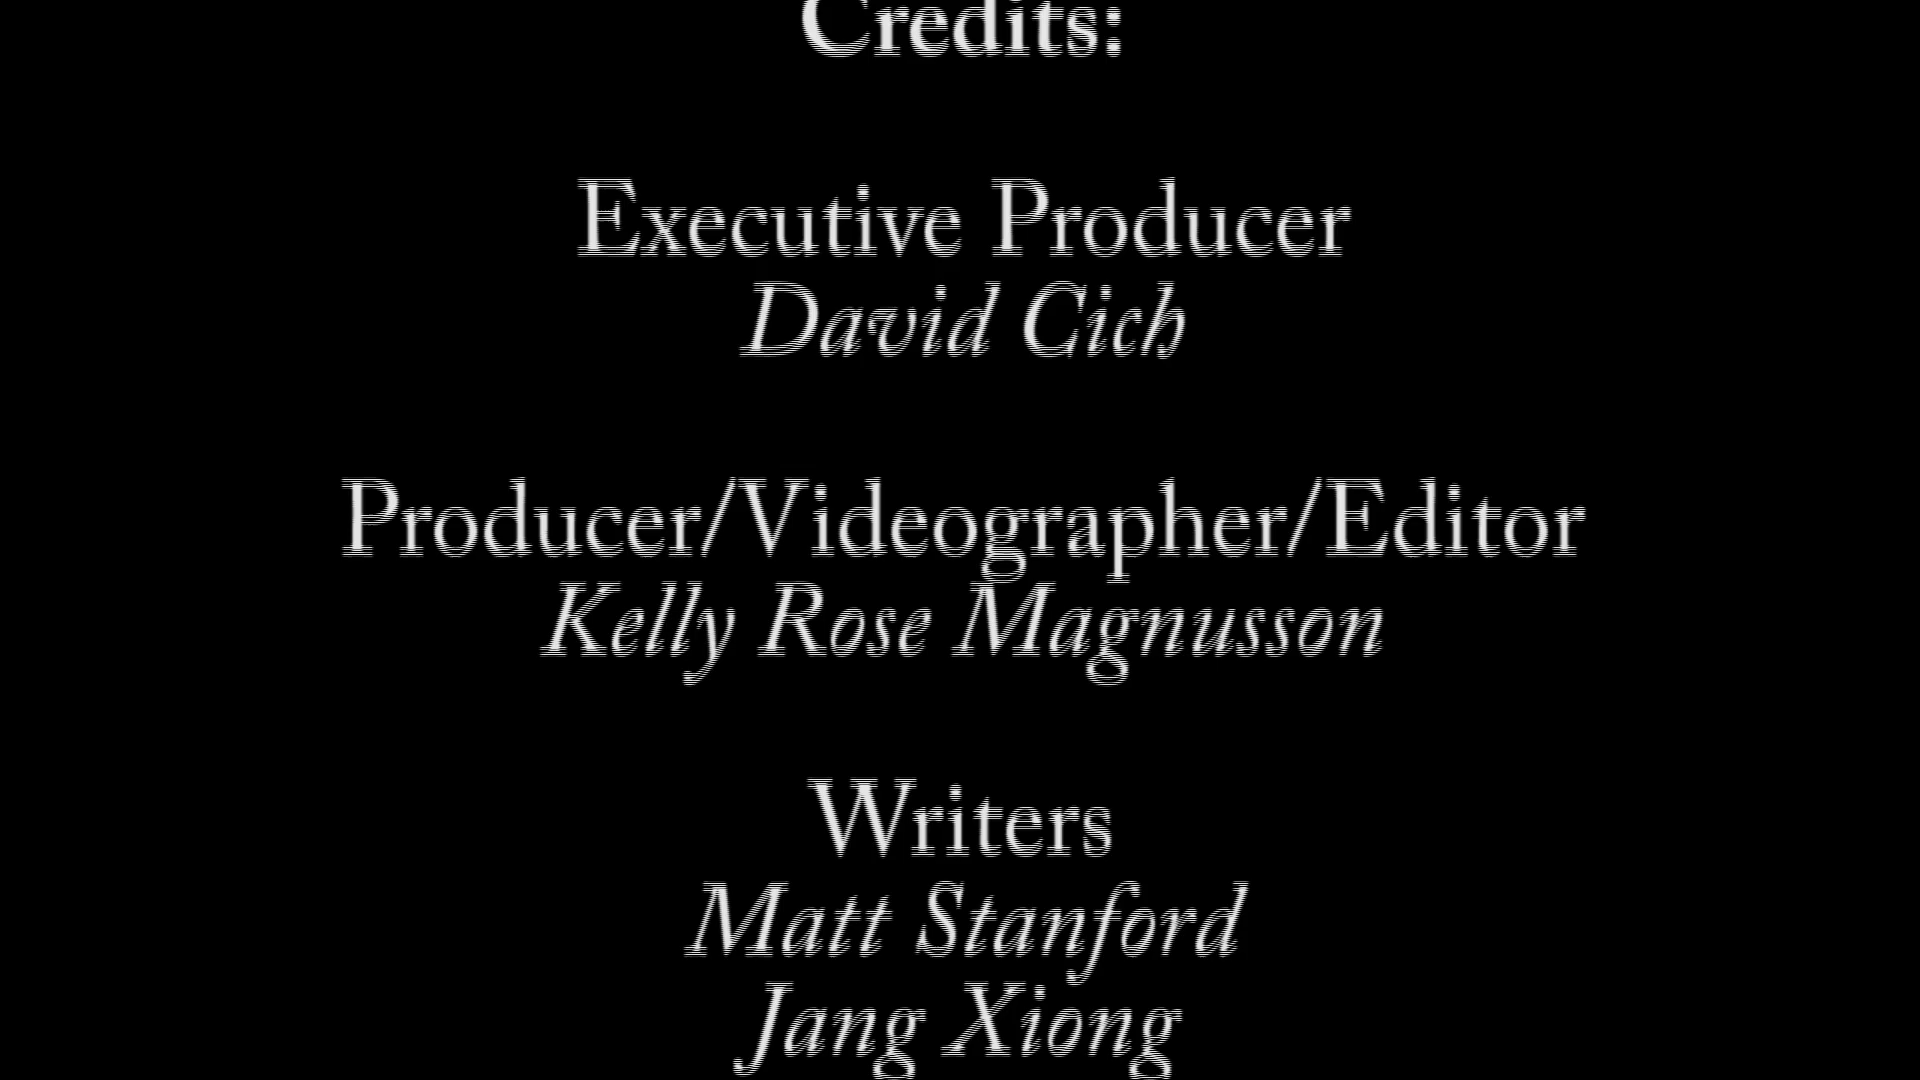 Credits:
Executive Producer
David Cich
Producer/Videographer/Editor
Kelly Rose Magnusson
Writers
Matt Stanford
Jang Xiong